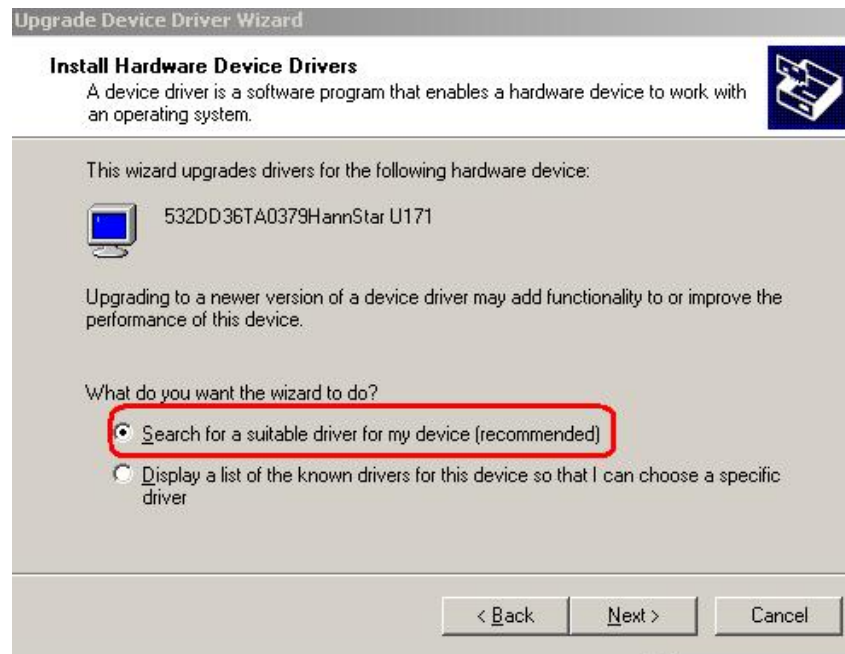 Upgrade Device Driver Wizard
Install Hardware Device Drivers
A device driver is a software program that enables a hardware device to work with
an operating system.
This wizard upgrades drivers for the following hardware device:
532DD36TA0379HannStar U171
Upgrading to a newer version of a device driver may add functionality to or improve the
performance of this device.
What do you want the wizard to do?
Search for a suitable driver for my device (recommended)
Display a list of the known drivers for this device so that I can choose a specific
driver
< Back Next > Cancel